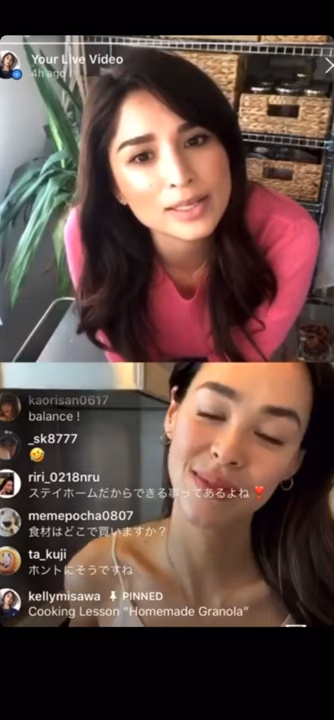 Your Live Video
4h ago
kaorisan0617
balance !
_sk8777
🤣
riri_0218nru
ステイホームだからできる事ってあるよね❣️
memepocha0807
食材はどこで買いますか？
ta_kuji
ホントにそうですね
kellymisawa 📌 PINNED
Cooking Lesson “Homemade Granola”